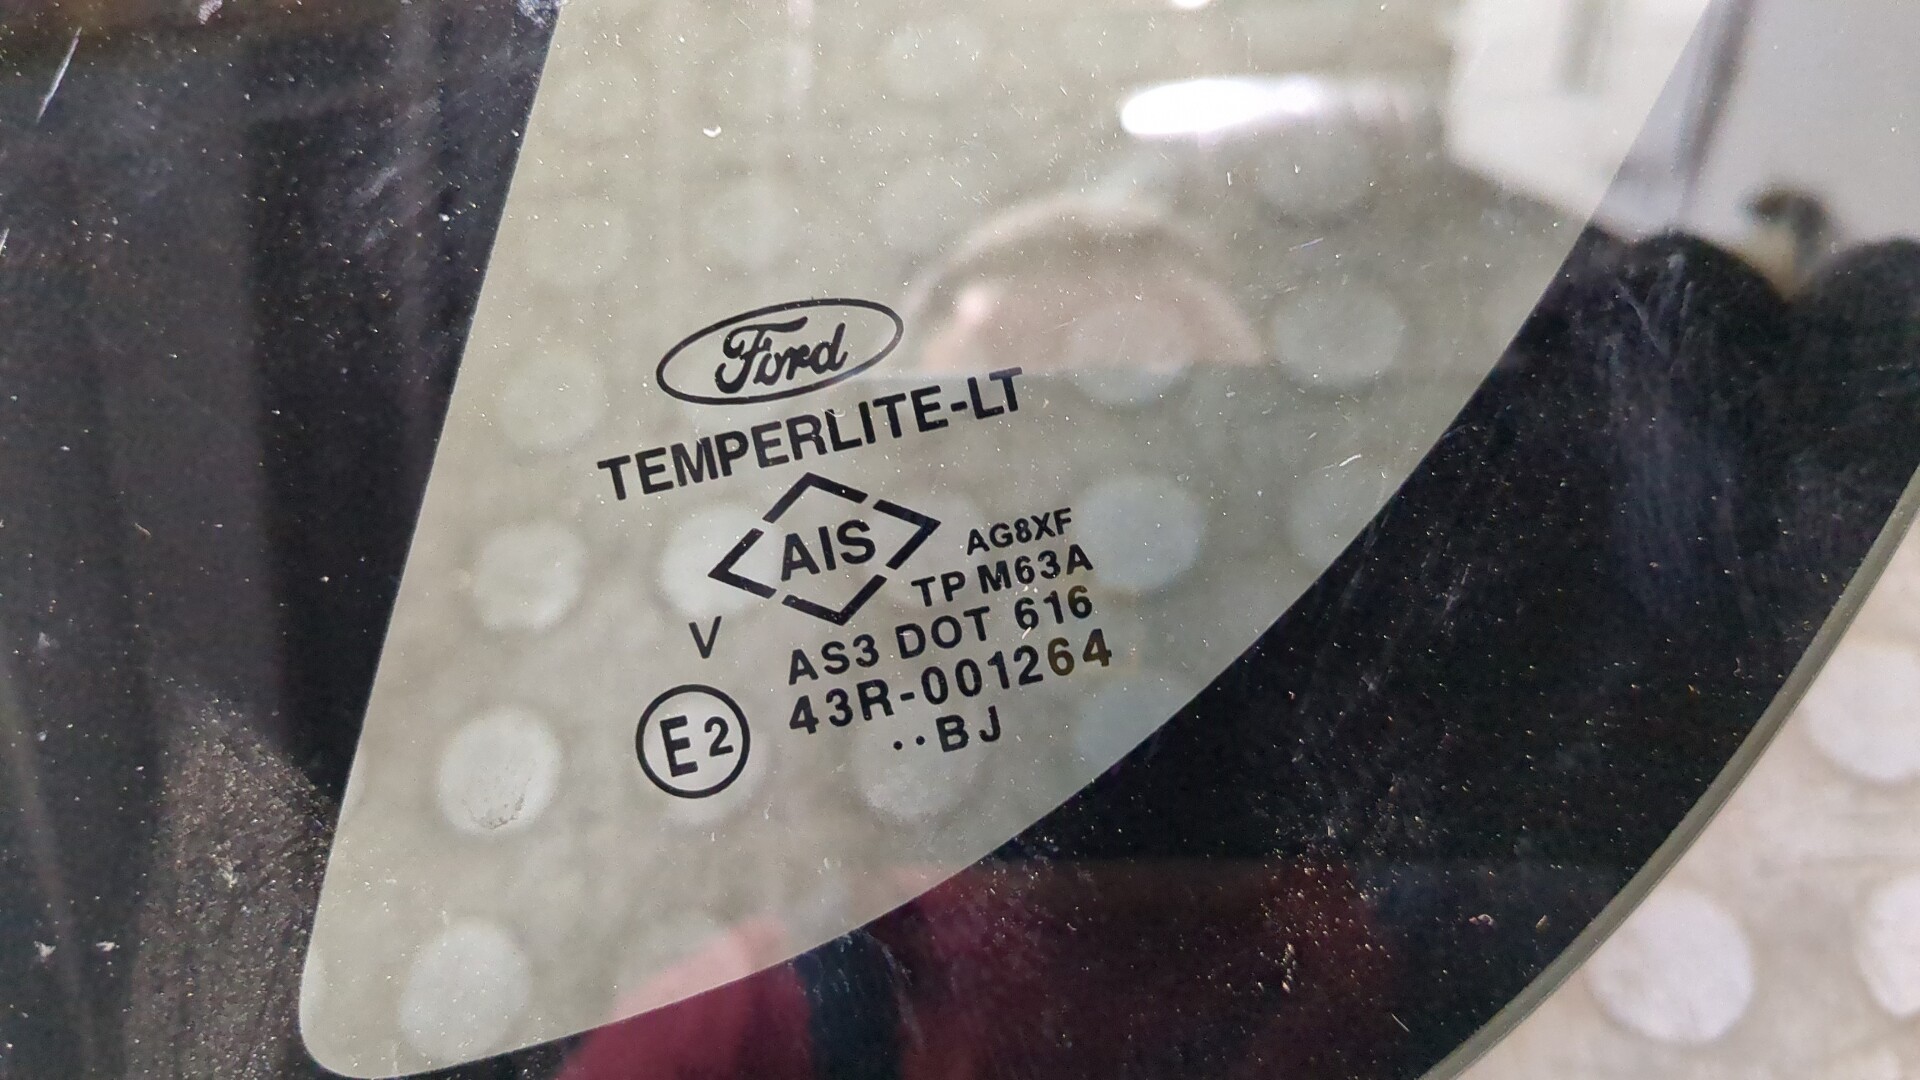 Ford
TEMPERLITE-LT
AIS
AG8XF
TP M63A
V
AS3 DOT 616
E2
43R-001264
..BJ